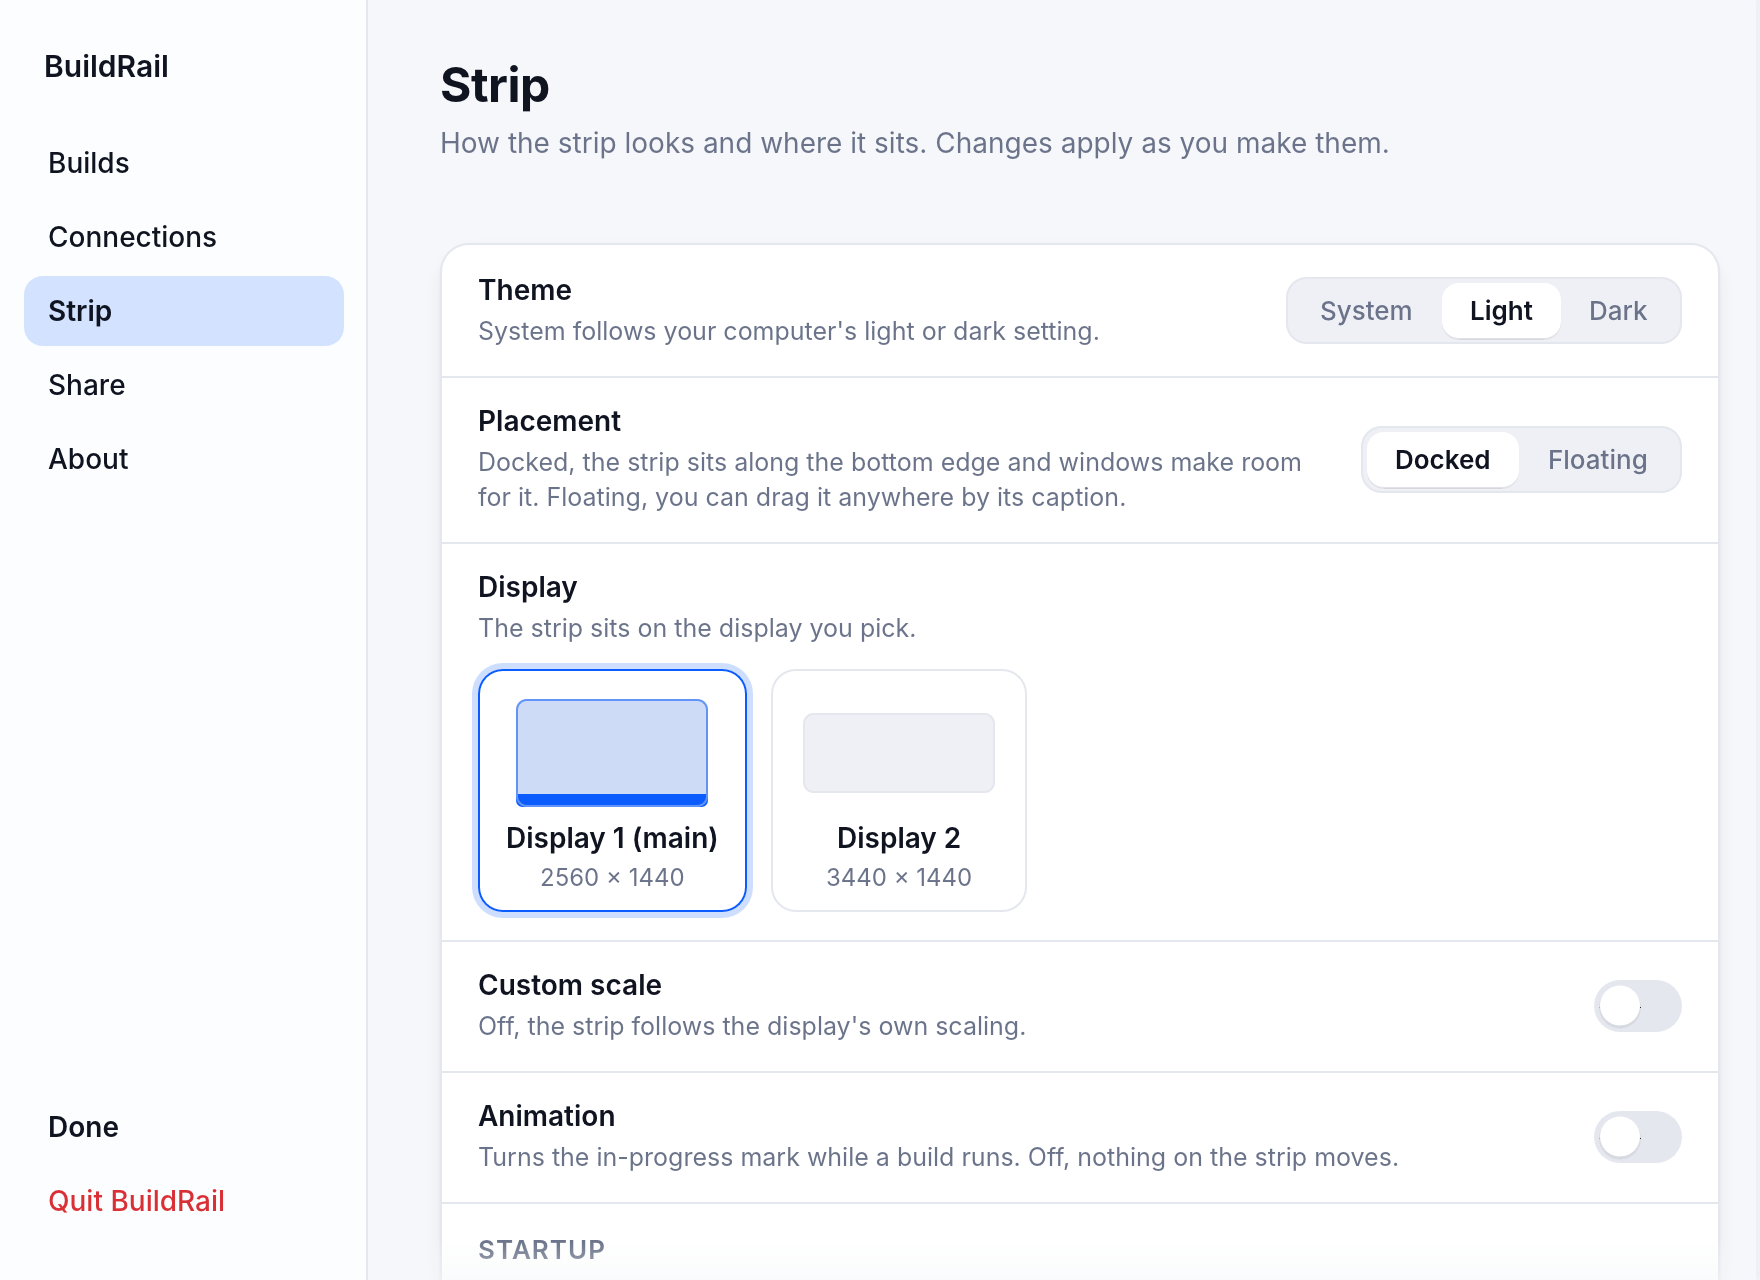 BuildRail
Builds
Connections
Strip
Share
About
Done
Quit BuildRail
Strip
How the strip looks and where it sits. Changes apply as you make them.
Theme
System follows your computer's light or dark setting.
System Light Dark
Placement
Docked, the strip sits along the bottom edge and windows make room
for it. Floating, you can drag it anywhere by its caption.
Docked Floating
Display
The strip sits on the display you pick.
Display 1 (main)
2560 × 1440
Display 2
3440 × 1440
Custom scale
Off, the strip follows the display's own scaling.
Animation
Turns the in-progress mark while a build runs. Off, nothing on the strip moves.
STARTUP